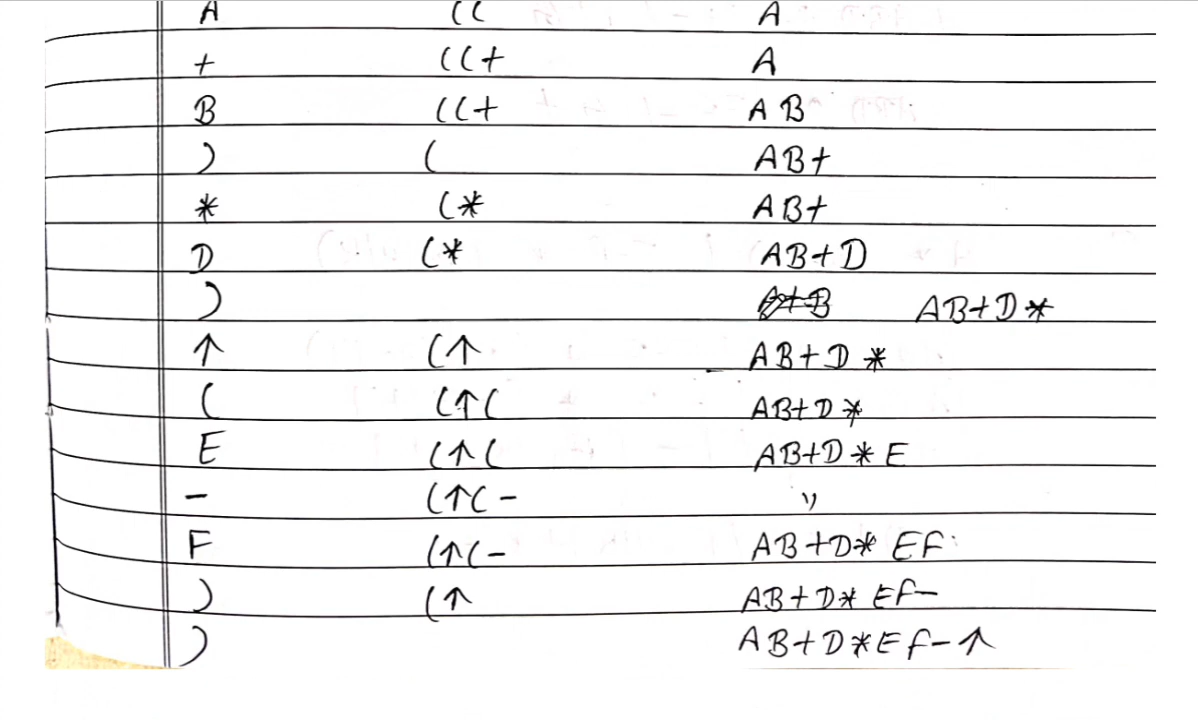 A ((  A
+ ((+ A
B ((+ AB
) ( AB+
* (* AB+
D (* AB+D
) AB+D*
↑ (↑ AB+D*
( (↑( AB+D*
E (↑( AB+D*E
- (↑(- "
F (↑(- AB+D*EF
) (↑ AB+D*EF-
) AB+D*EF-↑